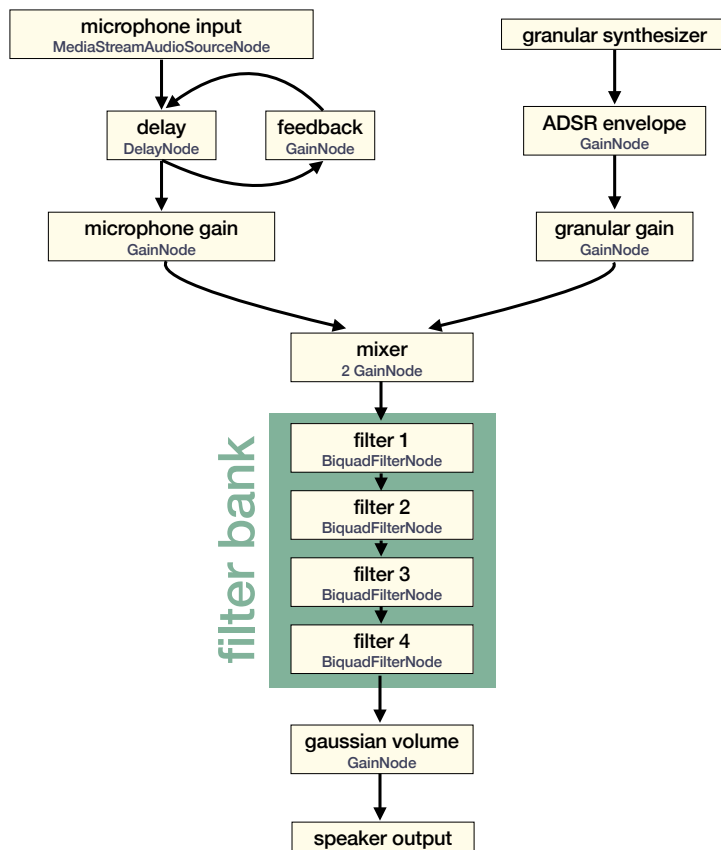 microphone input
MediaStreamAudioSourceNode
granular synthesizer
delay
DelayNode
feedback
GainNode
ADSR envelope
GainNode
microphone gain
GainNode
granular gain
GainNode
mixer
2 GainNode
filter bank
filter 1
BiquadFilterNode
filter 2
BiquadFilterNode
filter 3
BiquadFilterNode
filter 4
BiquadFilterNode
gaussian volume
GainNode
speaker output